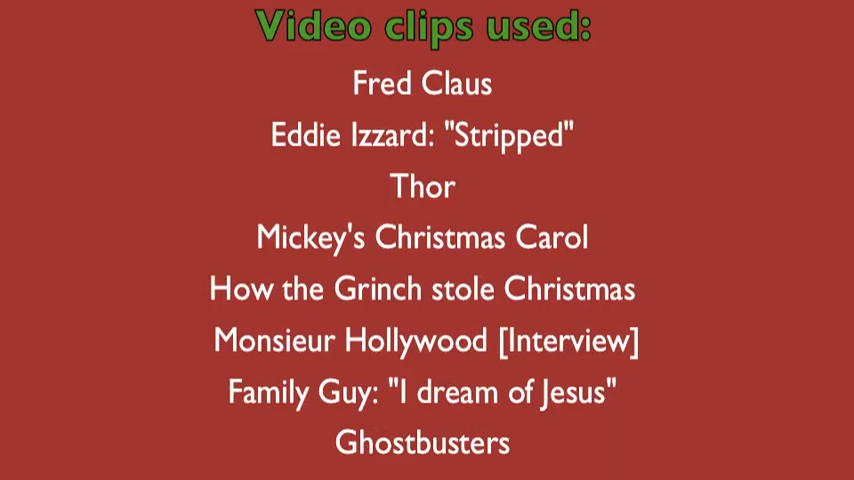 Video clips used:
Fred Claus
Eddie Izzard: "Stripped"
Thor
Mickey's Christmas Carol
How the Grinch stole Christmas
Monsieur Hollywood [Interview]
Family Guy: "I dream of Jesus"
Ghostbusters